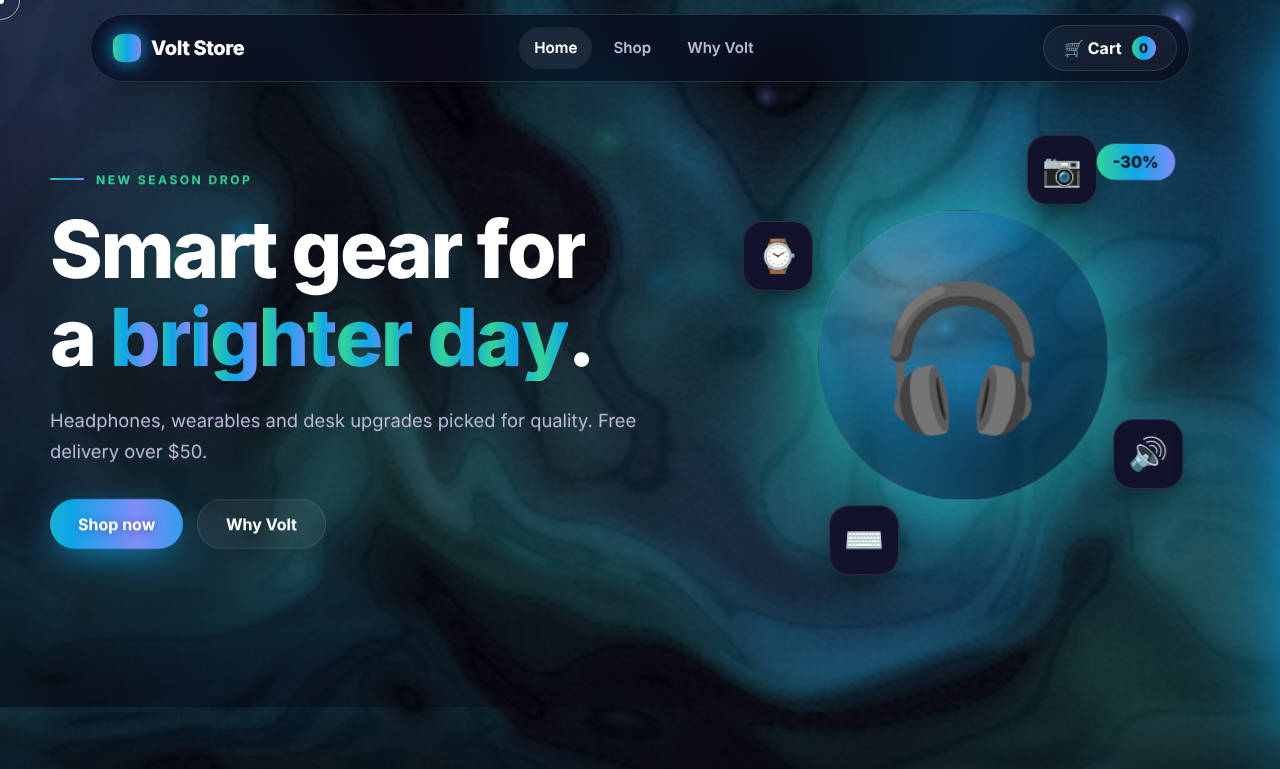 Volt Store
Home
Shop
Why Volt
Cart
0
-30%
NEW SEASON DROP
Smart gear for
a brighter day.
Headphones, wearables and desk upgrades picked for quality. Free
delivery over $50.
Shop now
Why Volt